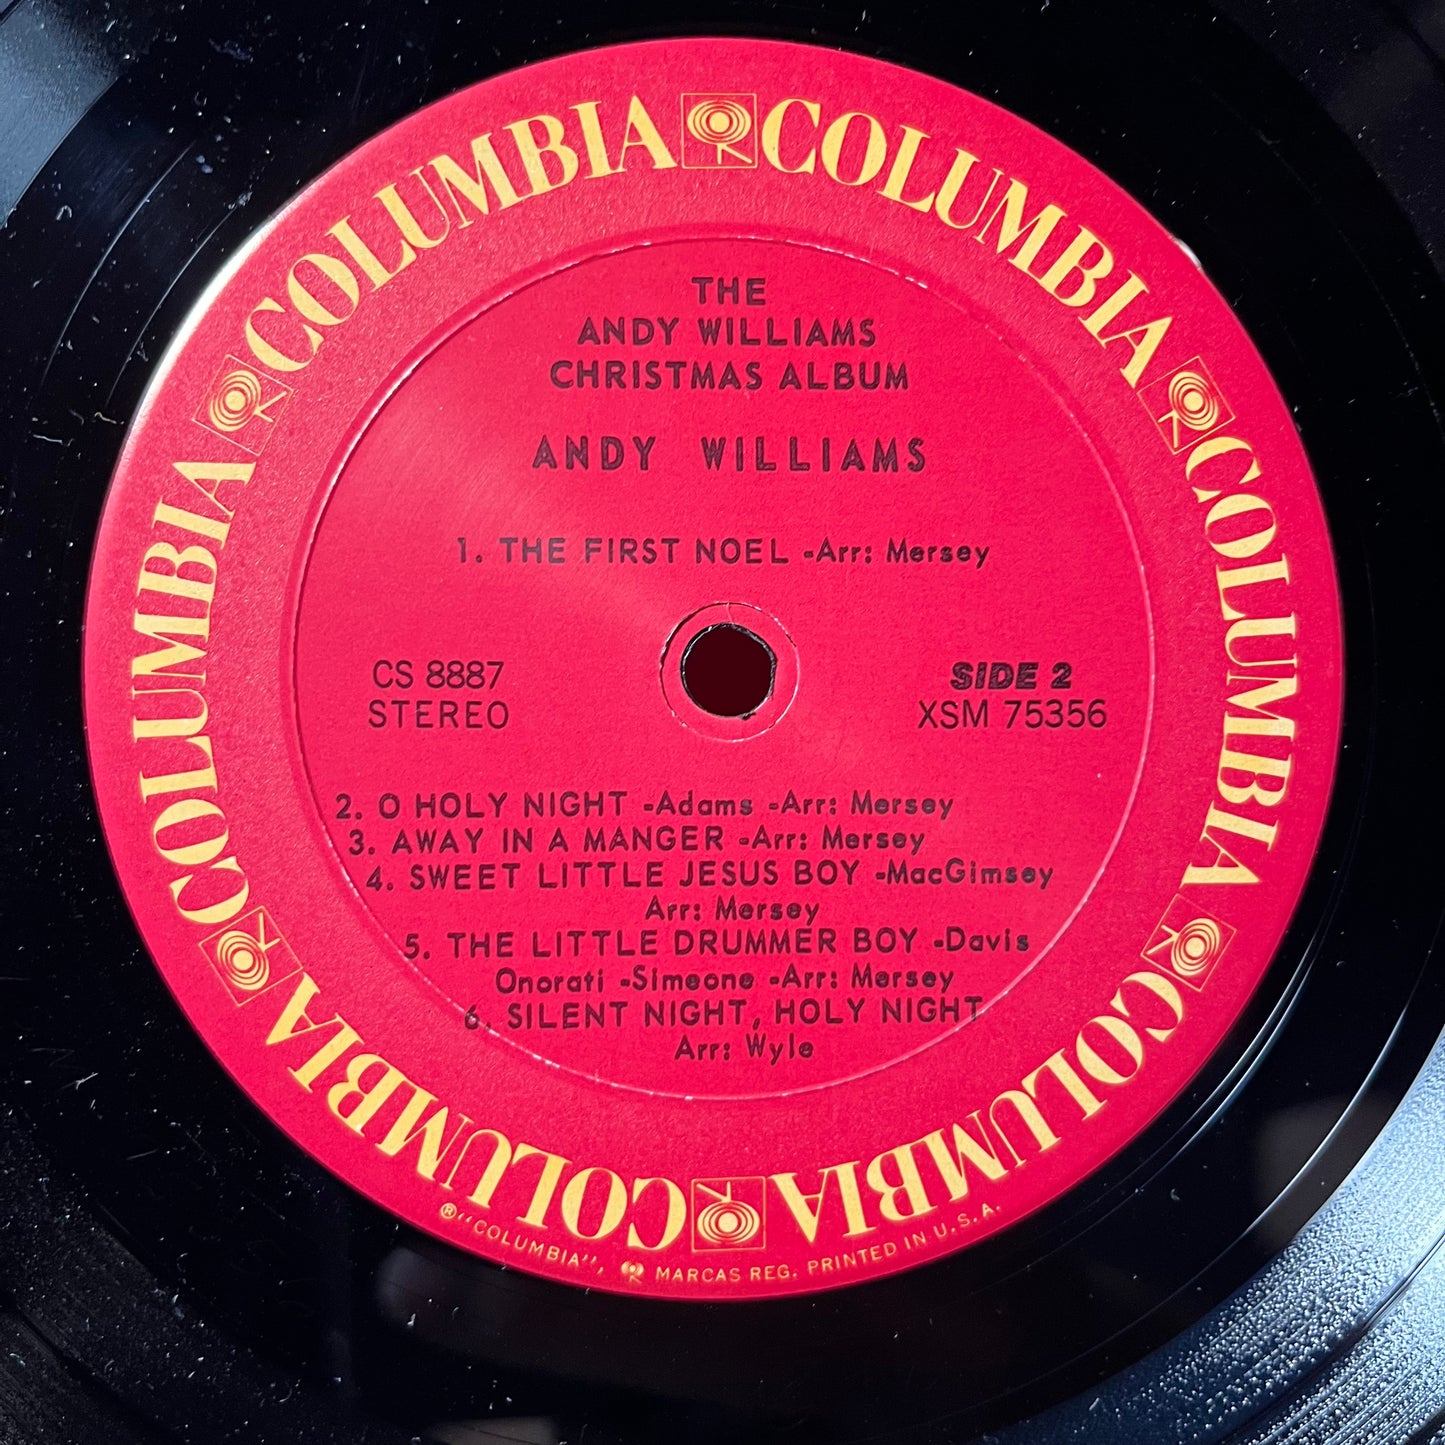 COLUMBIA COLUMBIA COLUMBIA COLUMBIA COLUMBIA COLUMBIA
THE
ANDY WILLIAMS
CHRISTMAS ALBUM
ANDY WILLIAMS
1. THE FIRST NOEL -Arr: Mersey
CS 8887
STEREO
SIDE 2
XSM 75356
2. O HOLY NIGHT -Adams -Arr: Mersey
3. AWAY IN A MANGER -Arr: Mersey
4. SWEET LITTLE JESUS BOY -MacGimsey
Arr: Mersey
5. THE LITTLE DRUMMER BOY -Davis
Onorati -Simeone -Arr: Mersey
6. SILENT NIGHT, HOLY NIGHT
Arr: Wyle
® "COLUMBIA", MARCAS REG. PRINTED IN U.S.A.